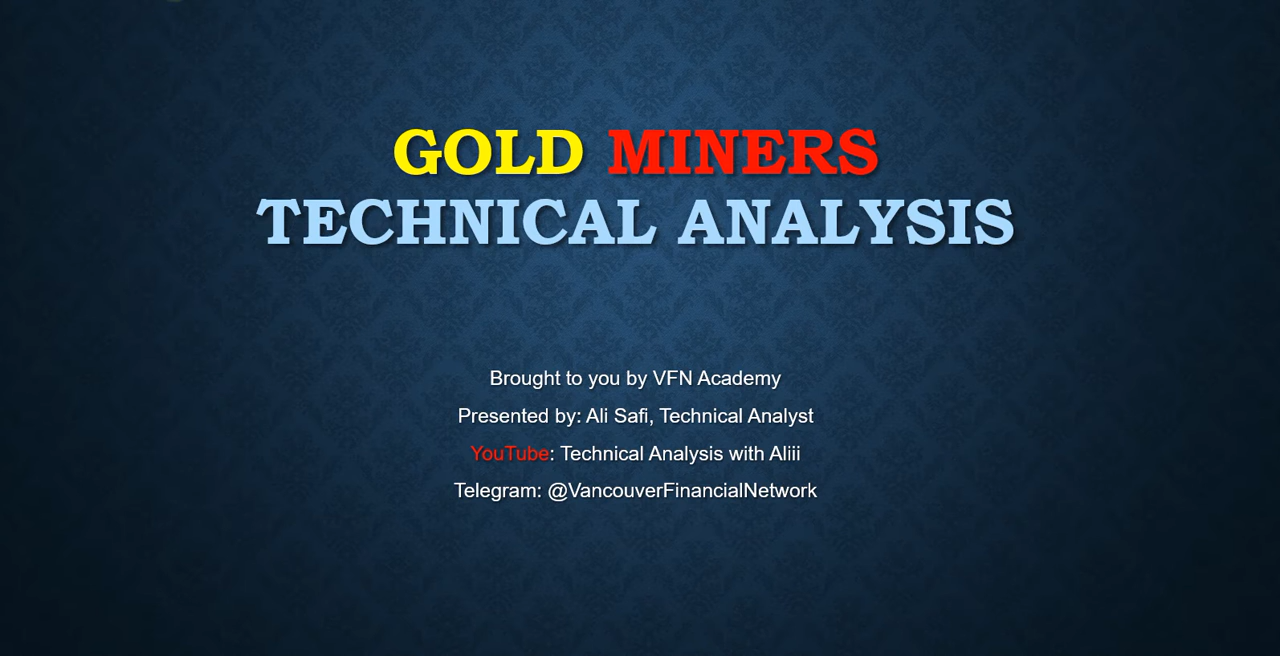 GOLD MINERS
TECHNICAL ANALYSIS
Brought to you by VFN Academy
Presented by: Ali Safi, Technical Analyst
YouTube: Technical Analysis with Aliii
Telegram: @VancouverFinancialNetwork